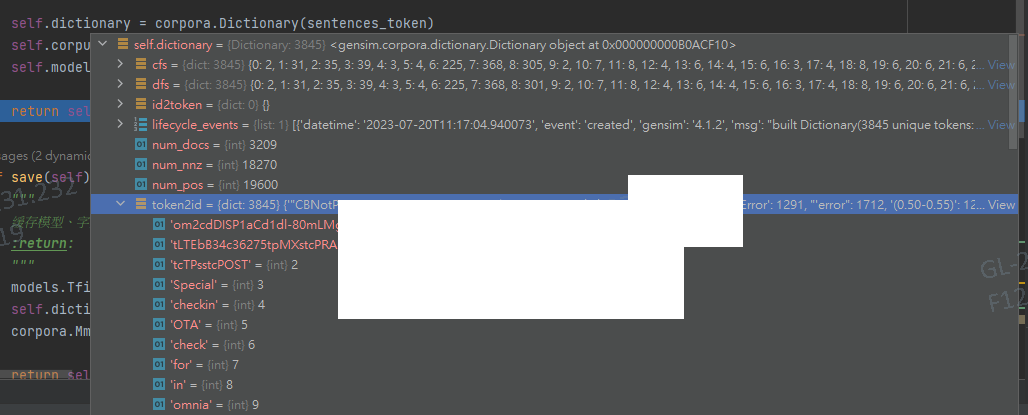 self.dictionary = corpora.Dictionary(sentences_token)
self.corpu
self.dictionary = {Dictionary: 3845} <gensim.corpora.dictionary.Dictionary object at 0x000000000B0ACF10>
self.model
cfs = {dict: 3845} {0: 2, 1: 31, 2: 35, 3: 39, 4: 3, 5: 4, 6: 225, 7: 368, 8: 305, 9: 2, 10: 7, 11: 8, 12: 4, 13: 6, 14: 4, 15: 6, 16: 3, 17: 4, 18: 8, 19: 6, 20: 6, 21: 6, 2... View
dfs = {dict: 3845} {0: 2, 1: 31, 2: 35, 3: 39, 4: 3, 5: 4, 6: 225, 7: 367, 8: 301, 9: 2, 10: 7, 11: 8, 12: 4, 13: 6, 14: 4, 15: 6, 16: 3, 17: 4, 18: 8, 19: 6, 20: 6, 21: 6, 2... View
return sel
id2token = {dict: 0} {}
lifecycle_events = {list: 1} [{'datetime': '2023-07-20T11:17:04.940073', 'event': 'created', 'gensim': '4.1.2', 'msg': "built Dictionary(3845 unique tokens: ... View
num_docs = {int} 3209
sages (2 dynamic
num_nnz = {int} 18270
f save(self)
num_pos = {int} 19600
"""
token2id = {dict: 3845} {'"CBNot
Error': 1291, '"error": 1712, '(0.50-0.55)': 12... View
缓存模型、字
'om2cdDISP1aCd1dI-80mLM
:return:
'tLTEbB34c36275tpMXstcPRA
"""
'tcTPsstcPOST' = {int} 2
models.Tfi
'Special' = {int} 3
self.dicti
'checkin' = {int} 4
corpora.Mm
'OTA' = {int} 5
'check' = {int} 6
'for' = {int} 7
return sel
'in' = {int} 8
'omnia' = {int} 9
31.232
19
GL-2
F12